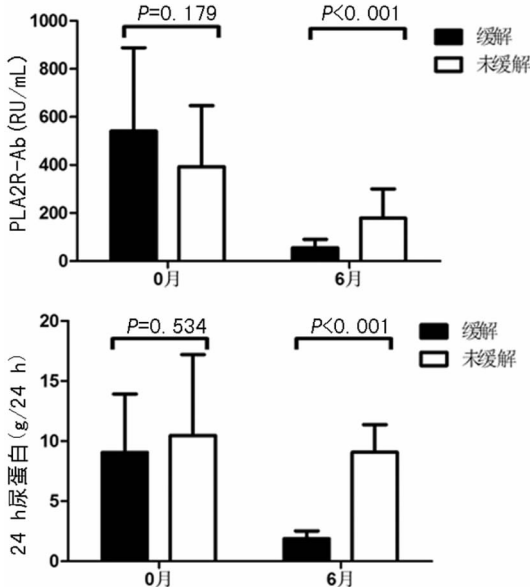 P=0.179
P<0.001
1000
800
600
400
200
0
PLA2R-Ab(RU/mL)
缓解
未缓解
0月
6月
P=0.534
P<0.001
20
15
10
5
0
24 h尿蛋白(g/24 h)
缓解
未缓解
0月
6月